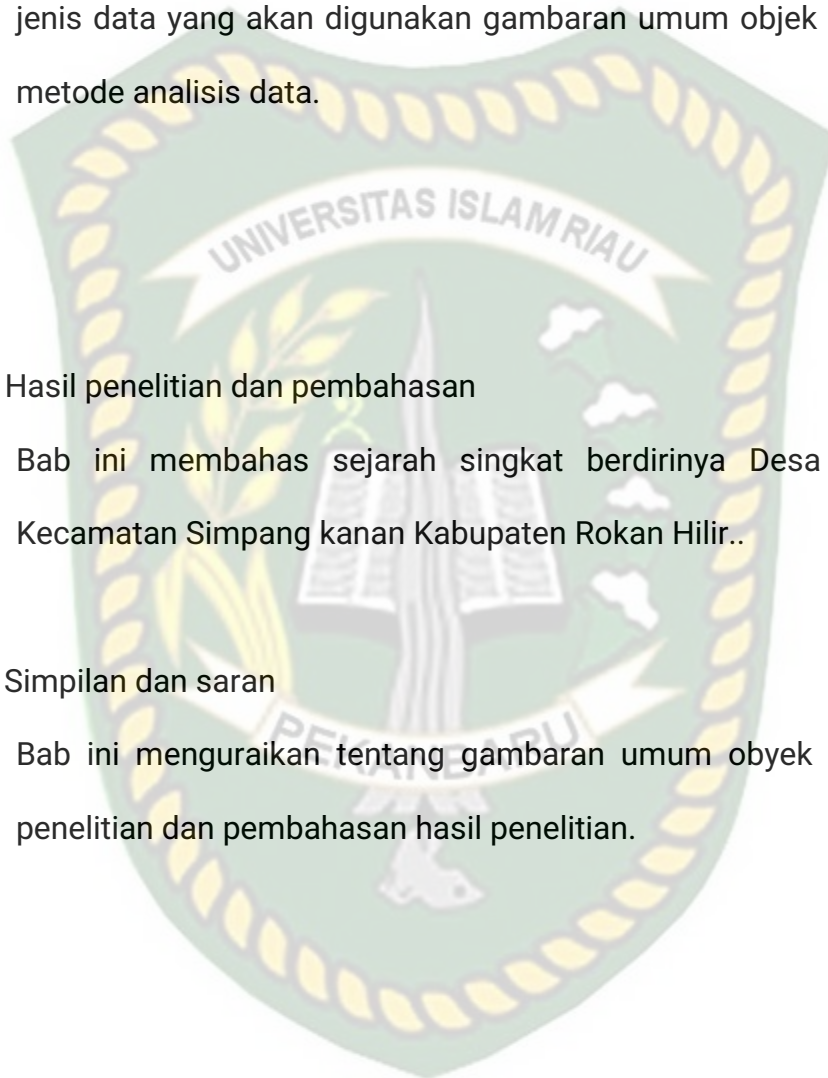 jenis data yang akan digunakan gambaran umum objek
metode analisis data.
UNIVERSITAS ISLAM RIAU
Hasil penelitian dan pembahasan
Bab ini membahas sejarah singkat berdirinya Desa
Kecamatan Simpang kanan Kabupaten Rokan Hilir..
Simpilan dan saran
PEKANBARU
Bab ini menguraikan tentang gambaran umum obyek
penelitian dan pembahasan hasil penelitian.